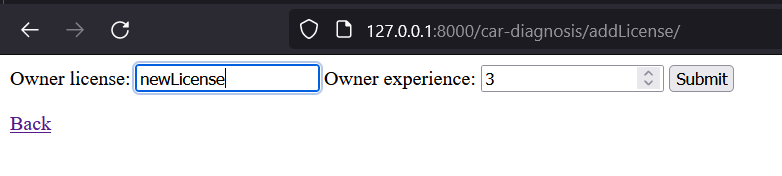 127.0.0.1:8000/car-diagnosis/addLicense/
Owner license: newLicense Owner experience: 3 Submit
Back